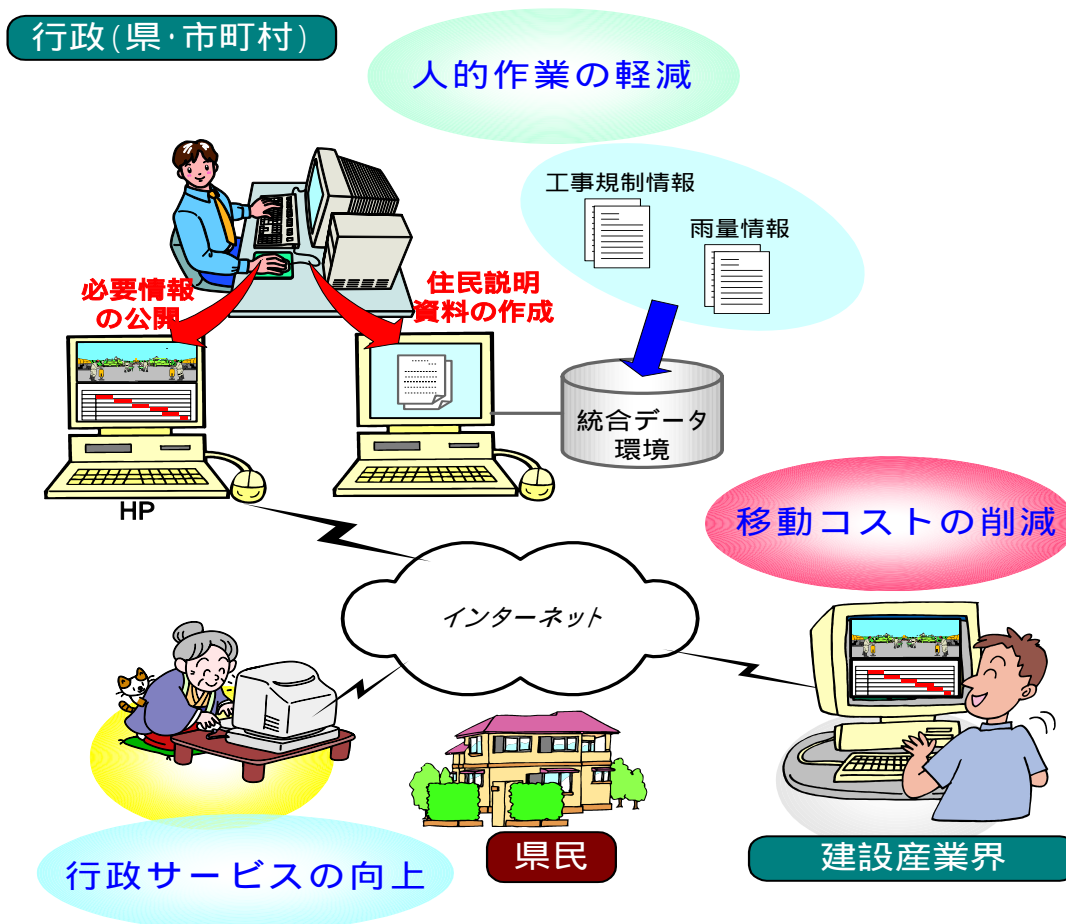 行政(県・市町村)
人的作業の軽減
工事規制情報
雨量情報
必要情報
の公開
住民説明
資料の作成
統合データ
環境
HP
移動コストの削減
インターネット
県民
建設産業界
行政サービスの向上